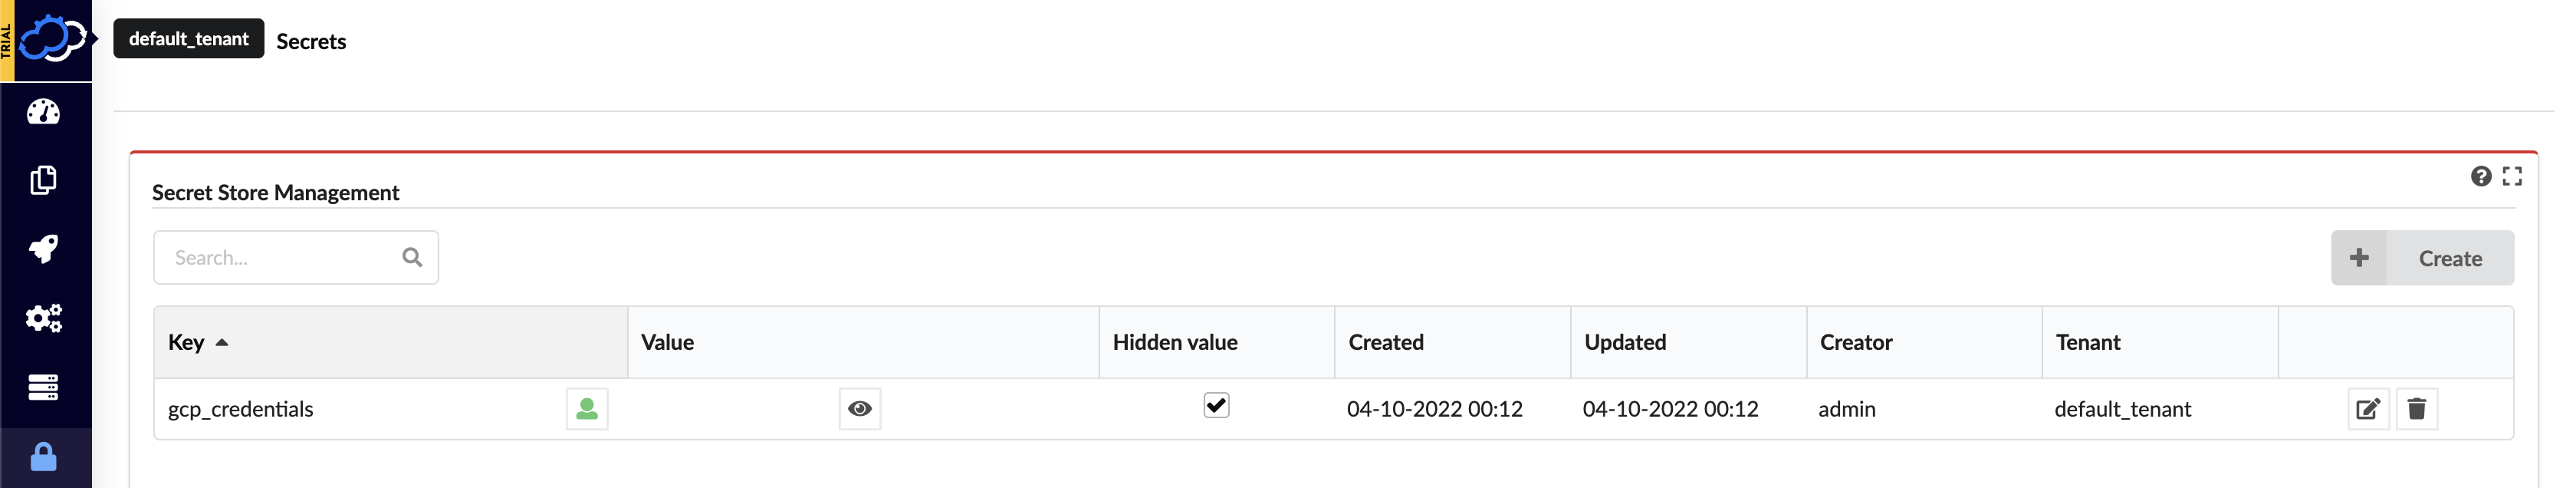 TRIAL
default_tenant Secrets
Secret Store Management
Search...
Create
Key Value Hidden value Created Updated Creator Tenant
gcp_credentials 04-10-2022 00:12 04-10-2022 00:12 admin default_tenant